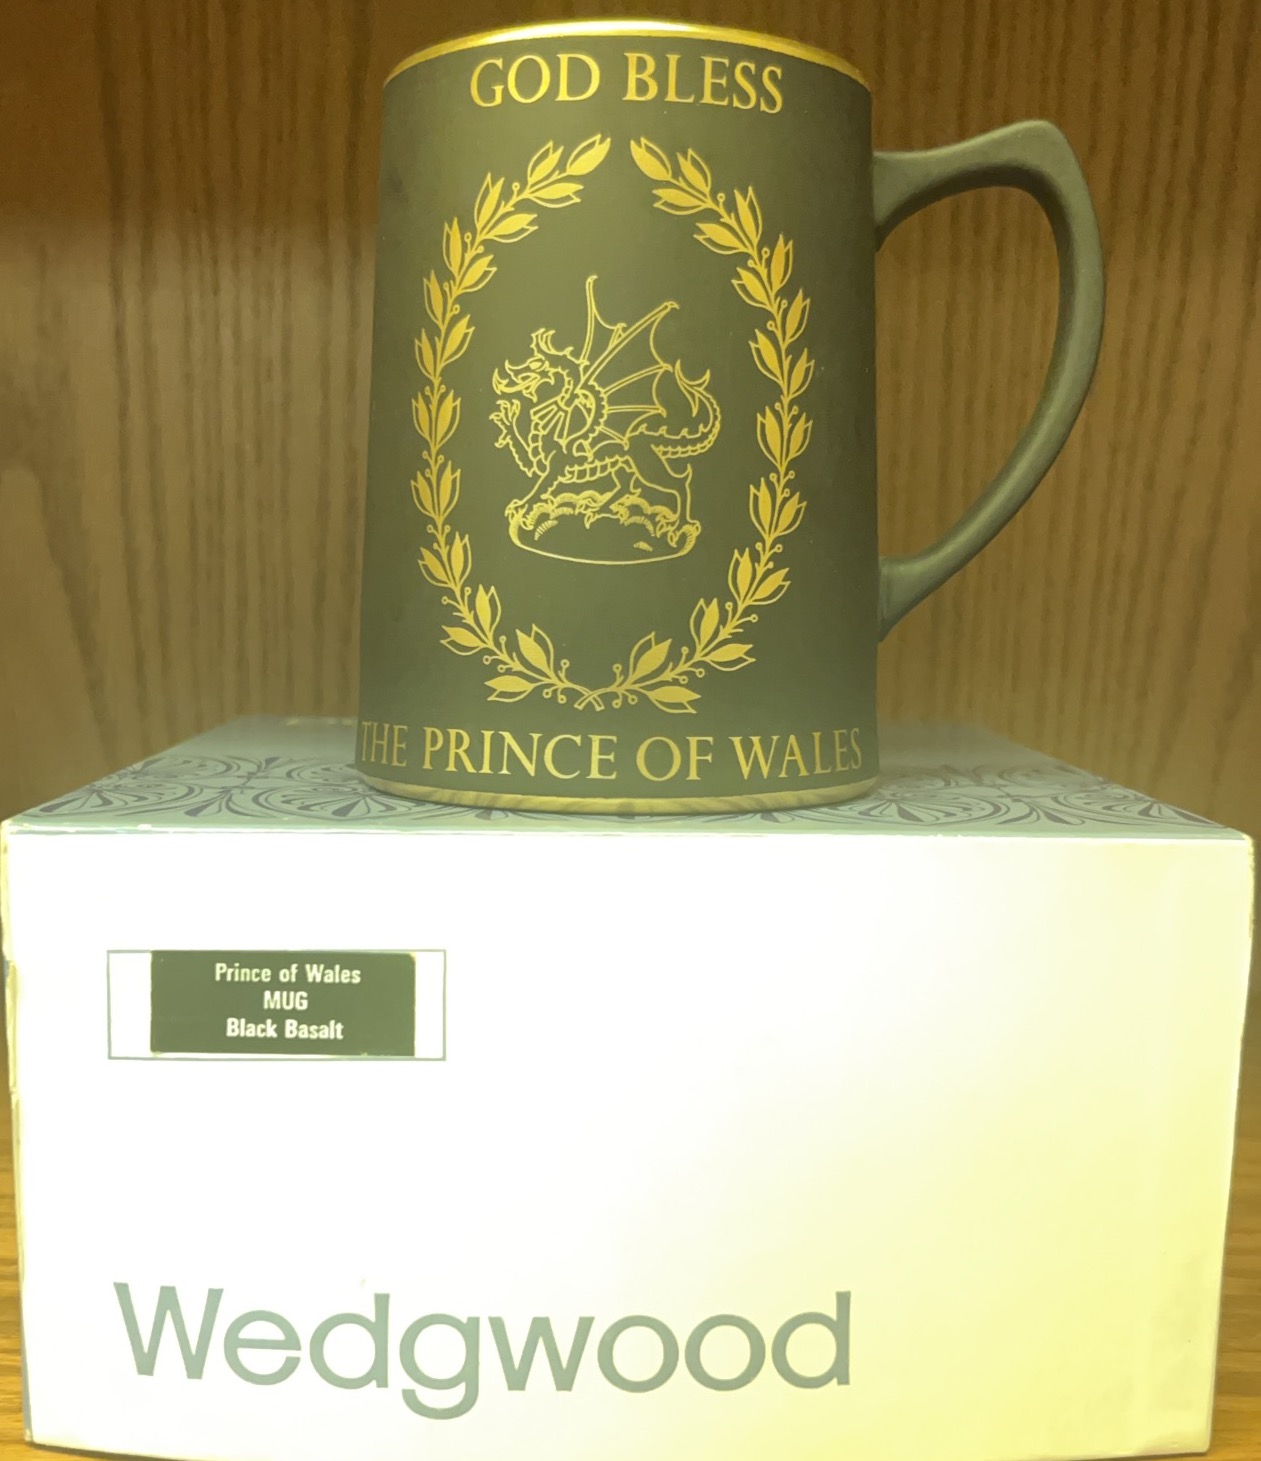 GOD BLESS
THE PRINCE OF WALES
Prince of Wales
MUG
Black Basalt
Wedgwood